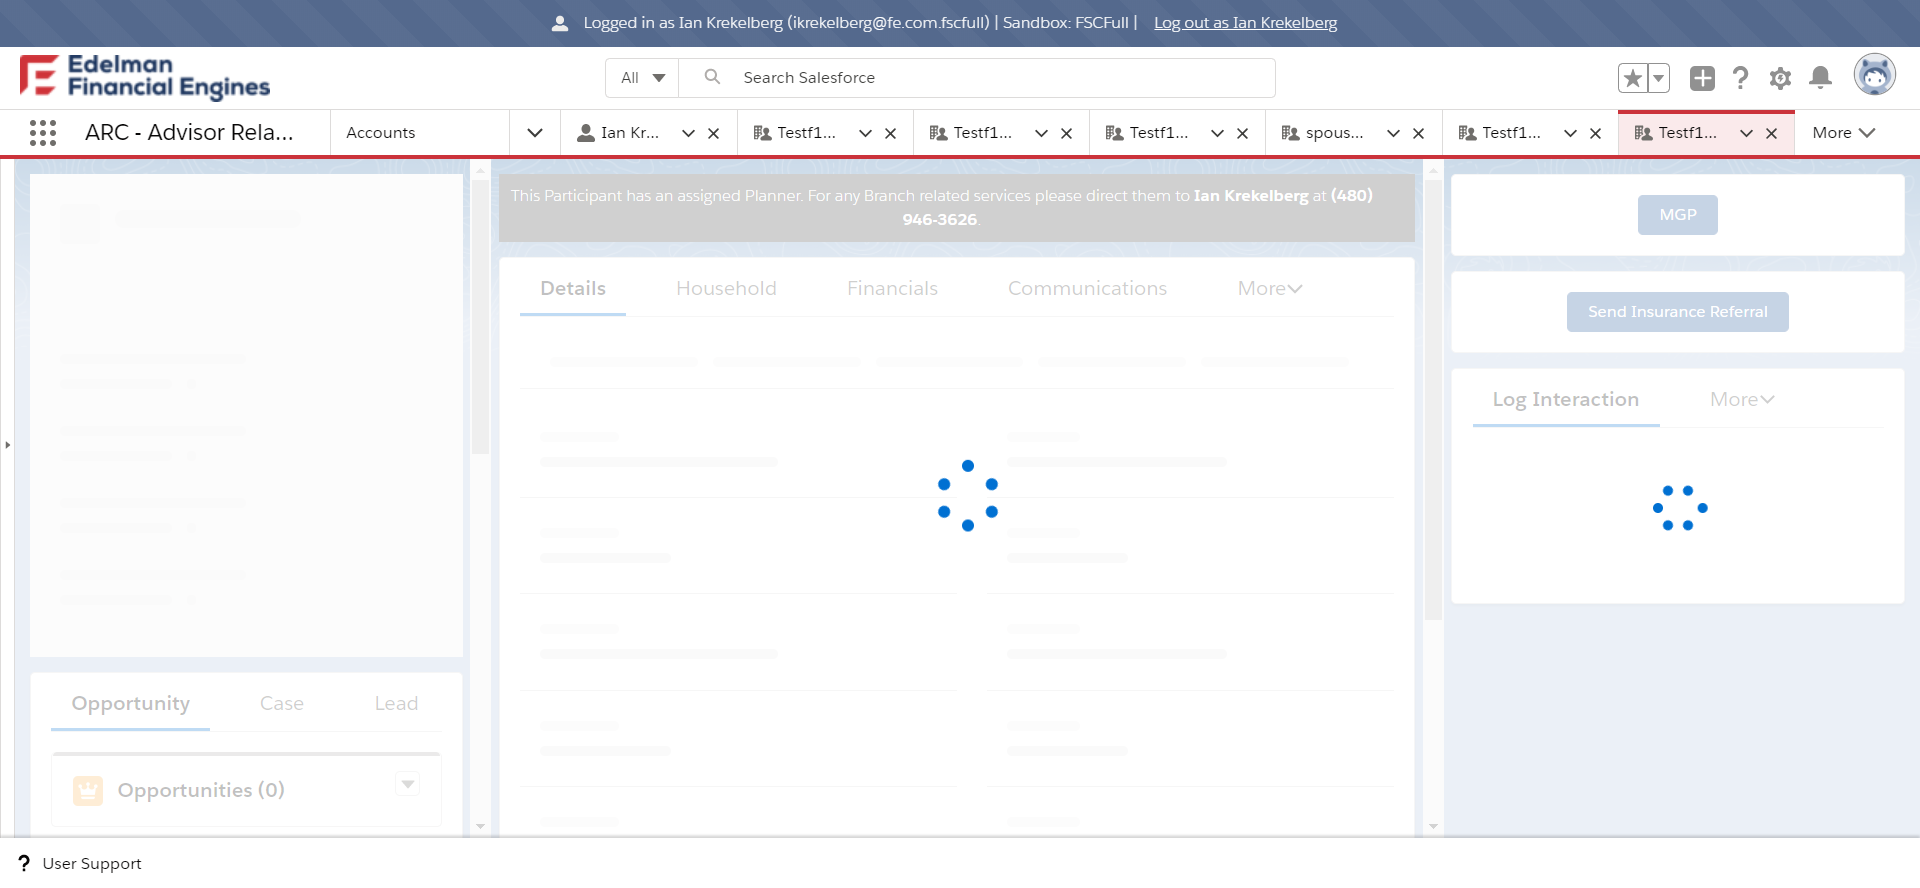 Logged in as Ian Krekelberg (ikrekelberg@fe.com.fscfull) | Sandbox: FSCFull | Log out as Ian Krekelberg
Edelman
Financial Engines
All
Search Salesforce
ARC - Advisor Rela...
Accounts
Ian Kr...
Testf1...
Testf1...
Testf1...
spous...
Testf1...
Testf1...
More
This Participant has an assigned Planner. For any Branch related services please direct them to Ian Krekelberg at (480)
946-3626.
MGP
Details
Household
Financials
Communications
More
Send Insurance Referral
Log Interaction
More
Opportunity
Case
Lead
Opportunities (0)
? User Support